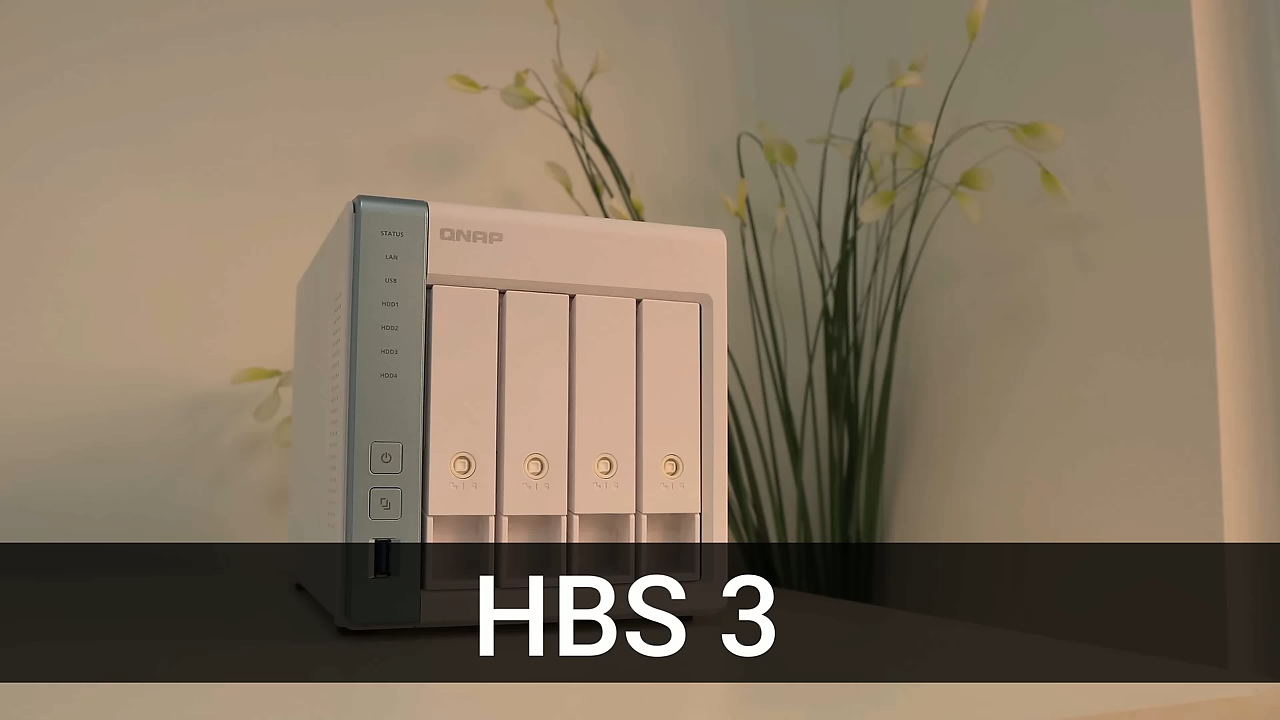 QNAP
STATUS
LAN
USB
HDD1
HDD2
HDD3
HDD4
HBS 3